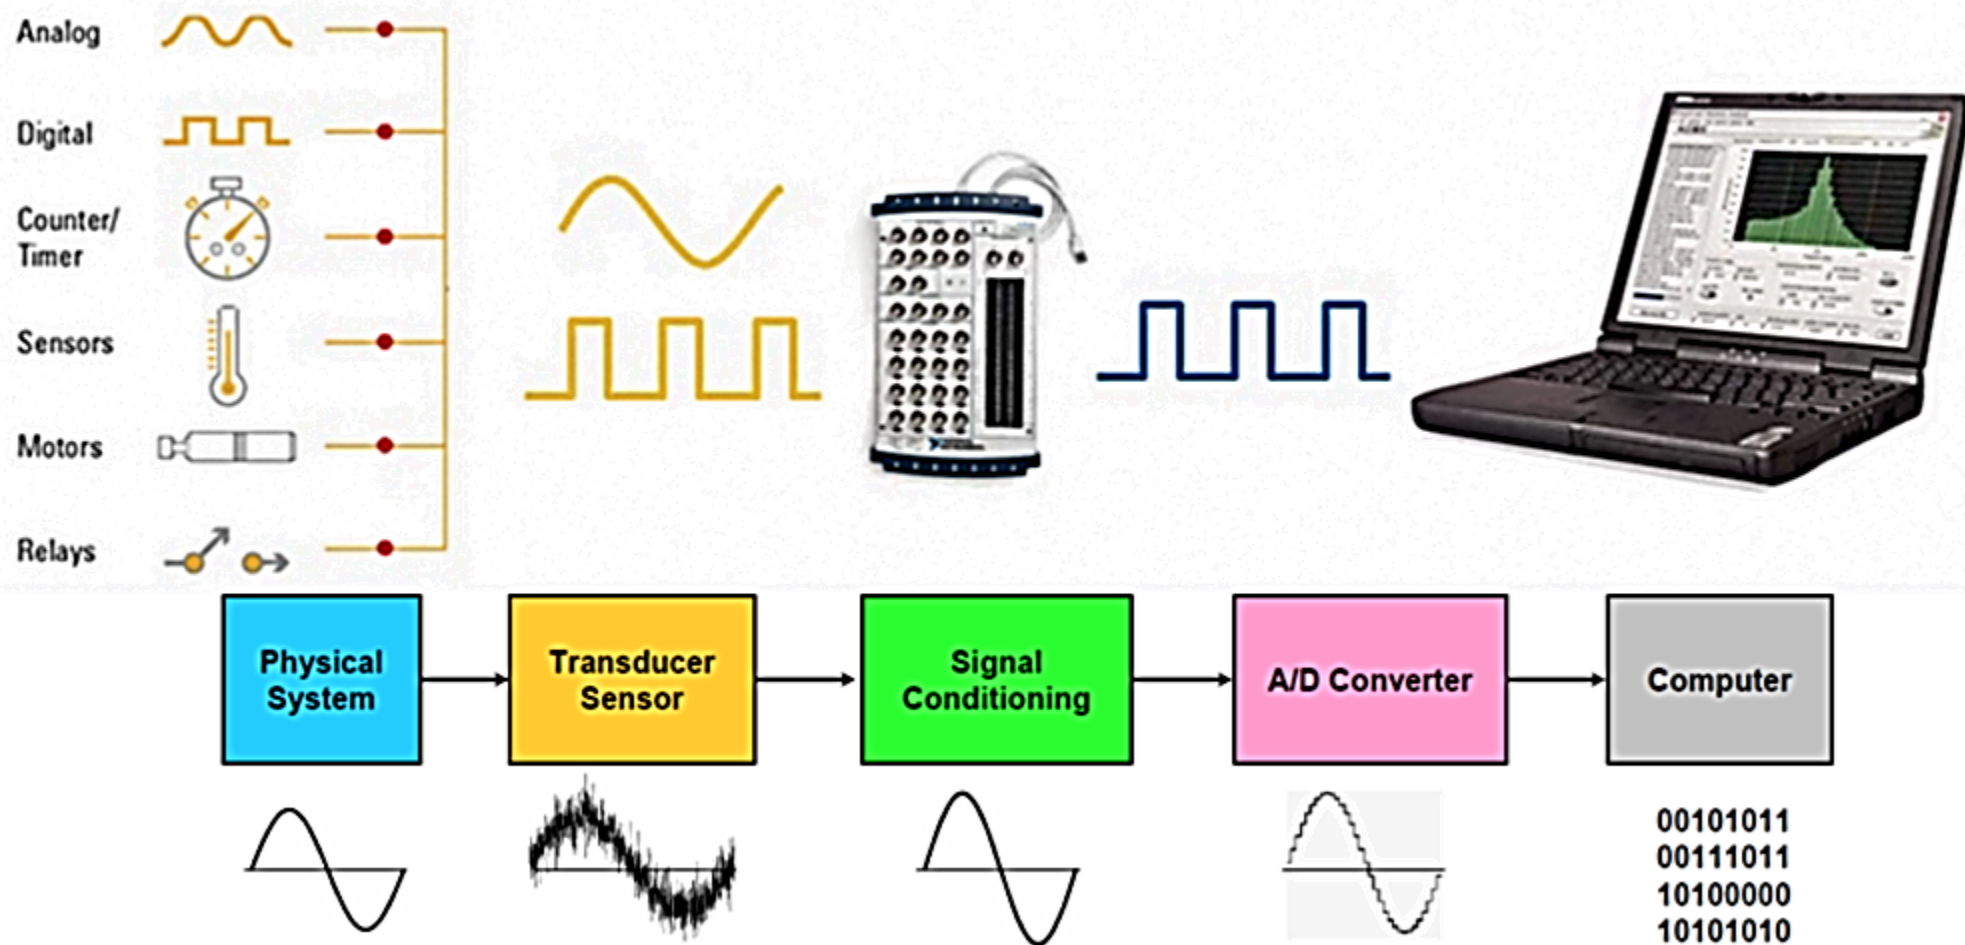 Analog
Digital
Counter/
Timer
Sensors
Motors
Relays
Physical
System
Transducer
Sensor
Signal
Conditioning
A/D Converter
Computer
00101011
00111011
10100000
10101010